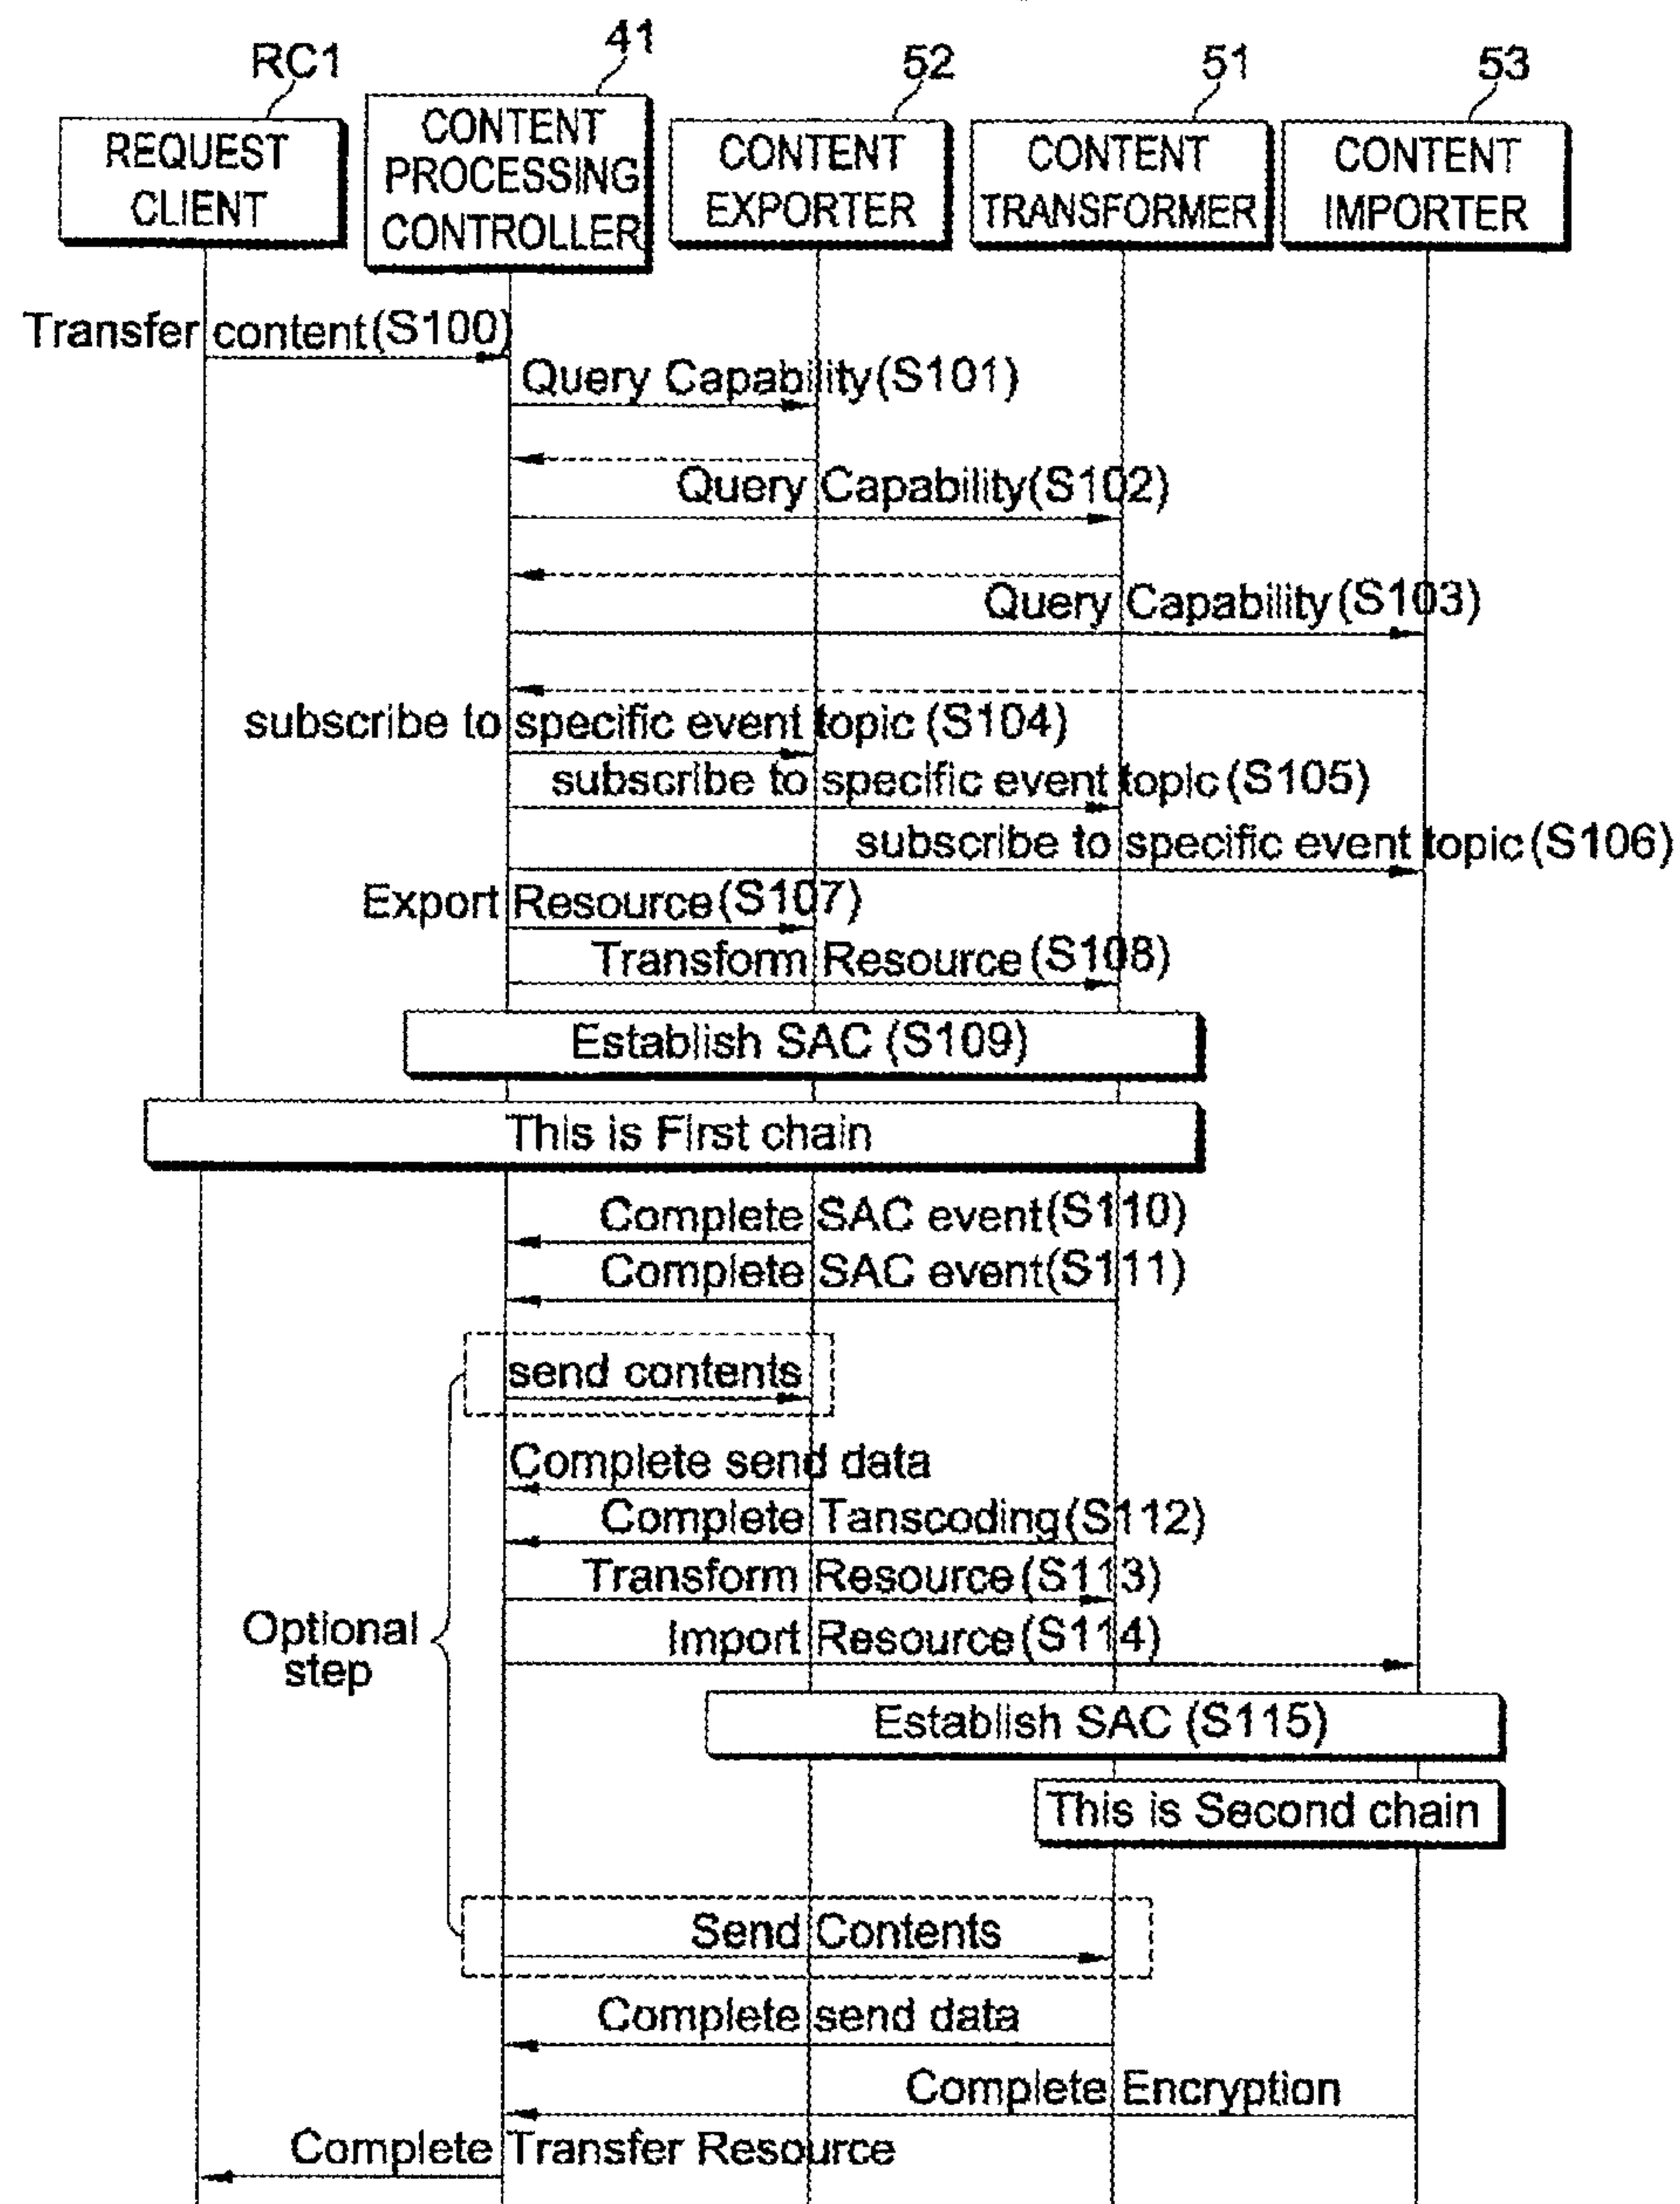 RC1
41
52
51
53
REQUEST
CLIENT
CONTENT
PROCESSING
CONTROLLER
CONTENT
EXPORTER
CONTENT
TRANSFORMER
CONTENT
IMPORTER
Transfer content(S100)
Query Capability(S101)
Query Capability(S102)
Query Capability(S103)
subscribe to specific event topic (S104)
subscribe to specific event topic(S105)
subscribe to specific event topic(S106)
Export Resource(S107)
Transform Resource(S108)
Establish SAC (S109)
This is First chain
Complete SAC event(S110)
Complete SAC event(S111)
send contents
Complete send data
Complete Tanscoding(S112)
Transform Resource(S113)
Import Resource(S114)
Optional
step
Establish SAC (S115)
This is Second chain
Send Contents
Complete send data
Complete Encryption
Complete Transfer Resource